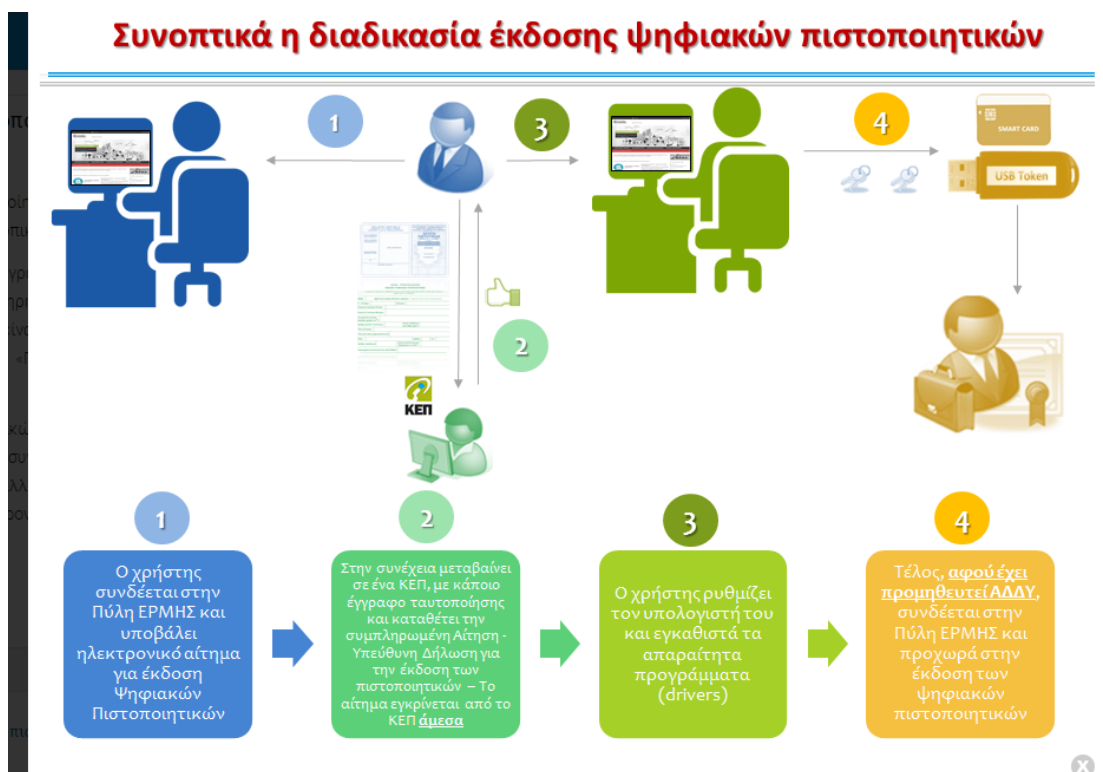 Συνοπτικά η διαδικασία έκδοσης ψηφιακών πιστοποιητικών
1
3
4
SMART CARD
USB Token
2
ΚΕΠ
1
2
3
4
Ο χρήστης
συνδέεται στην
Πύλη ΕΡΜΗΣ και
υποβάλει
ηλεκτρονικό αίτημα
για έκδοση
Ψηφιακών
Πιστοποιητικών
Στην συνέχεια μεταβαίνει
σε ένα ΚΕΠ, με κάποιο
έγγραφο ταυτοποίησης
και καταθέτει την
συμπληρωμένη Αίτηση -
Υπεύθυνη Δήλωση για
την έκδοση των
πιστοποιητικών – Το
αίτημα εγκρίνεται από το
ΚΕΠ άμεσα
Ο χρήστης ρυθμίζει
τον υπολογιστή του
και εγκαθιστά τα
απαραίτητα
προγράμματα
(drivers)
Τέλος, αφού έχει
προμηθευτεί ΑΔΔΥ,
συνδέεται στην
Πύλη ΕΡΜΗΣ και
προχωρά στην
έκδοση των
ψηφιακών
πιστοποιητικών